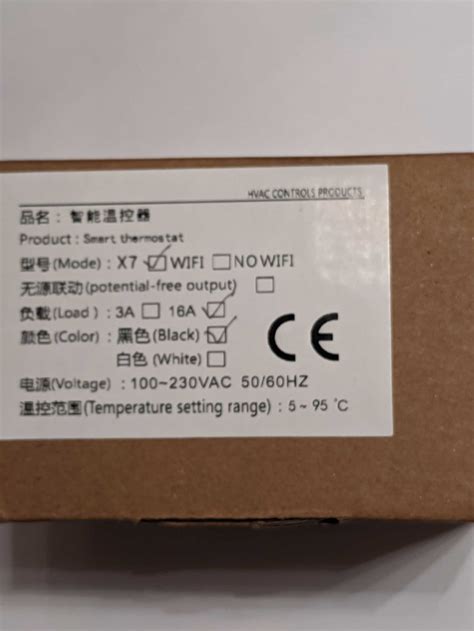 HVAC CONTROLS PRODUCTS
品名：智能温控器
Product : Smart thermostat
型号(Mode) : X7 ☑WIFI ☐NO WIFI
无源联动(potential-free output) ☐
负载(Load) : 3A☐ 16A☑
颜色(Color) : 黑色(Black)☑
白色(White)☐
CE
电源(Voltage) : 100~230VAC 50/60HZ
温控范围(Temperature setting range) : 5~95 ℃